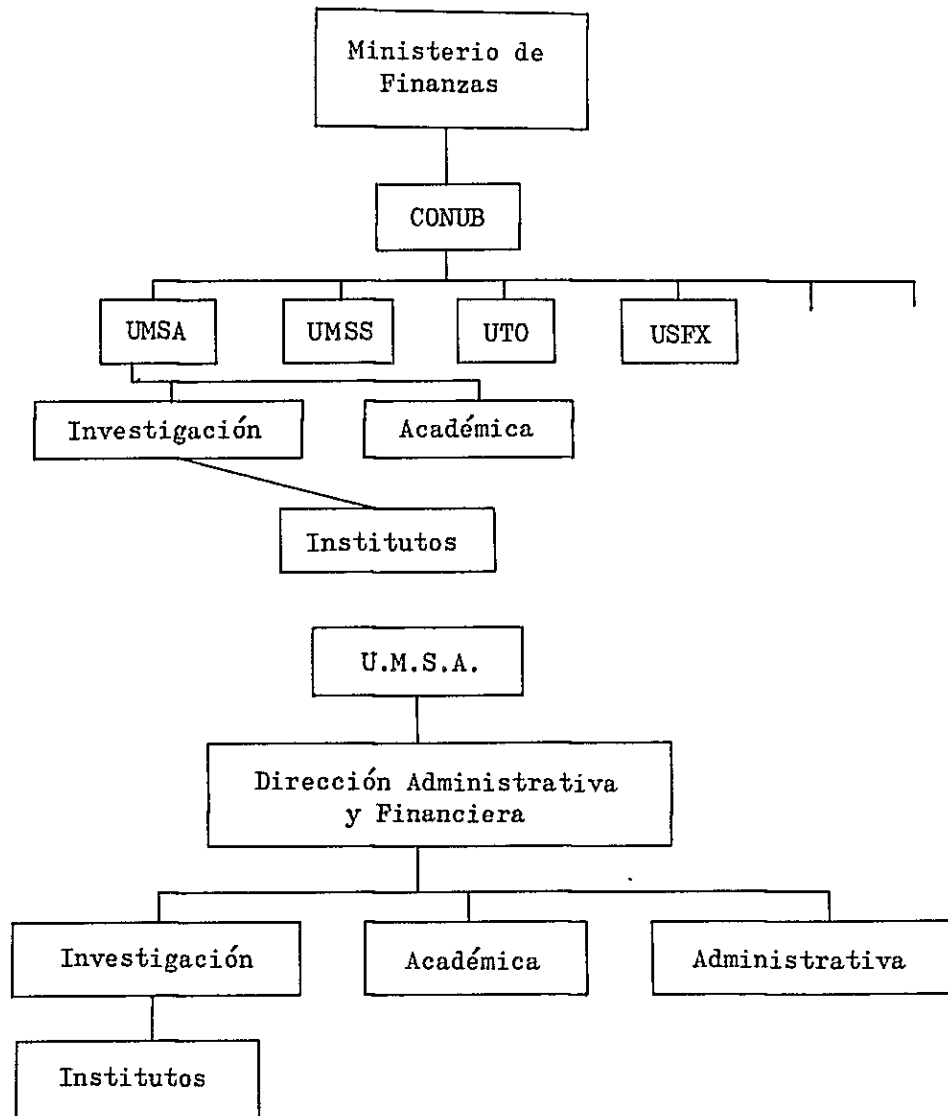 Ministerio de
Finanzas
CONUB
UMSA
UMSS
UTO
USFX
Investigación
Académica
Institutos
U.M.S.A.
Dirección Administrativa
y Financiera
Investigación
Académica
Administrativa
Institutos